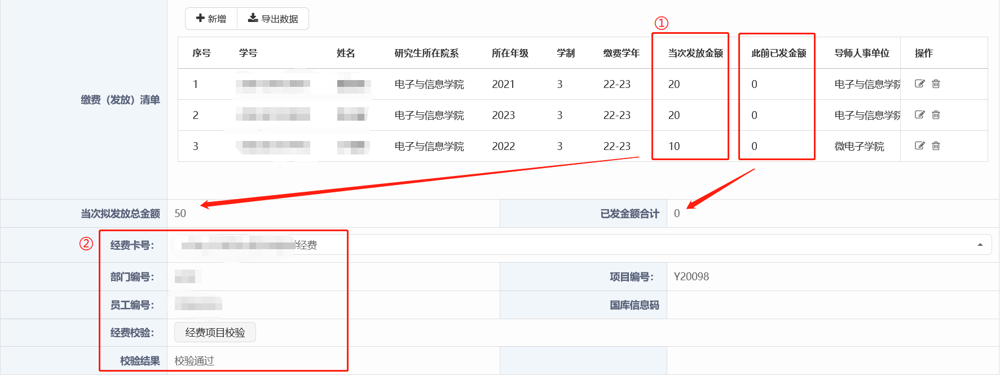 新增 导出数据
①
序号 学号 姓名 研究生所在院系 所在年级 学制 缴费学年 当次发放金额 此前已发金额 导师人事单位 操作
1 电子与信息学院 2021 3 22-23 20 0 电子与信息学院
2 电子与信息学院 2023 3 22-23 20 0 电子与信息学院
3 电子与信息学院 2022 3 22-23 10 0 微电子学院
缴费（发放）清单
当次拟发放总金额 50 已发金额合计 0
② 经费卡号： 经费
部门编号： 项目编号： Y20098
员工编号： 国库信息码
经费校验： 经费项目校验
校验结果 校验通过